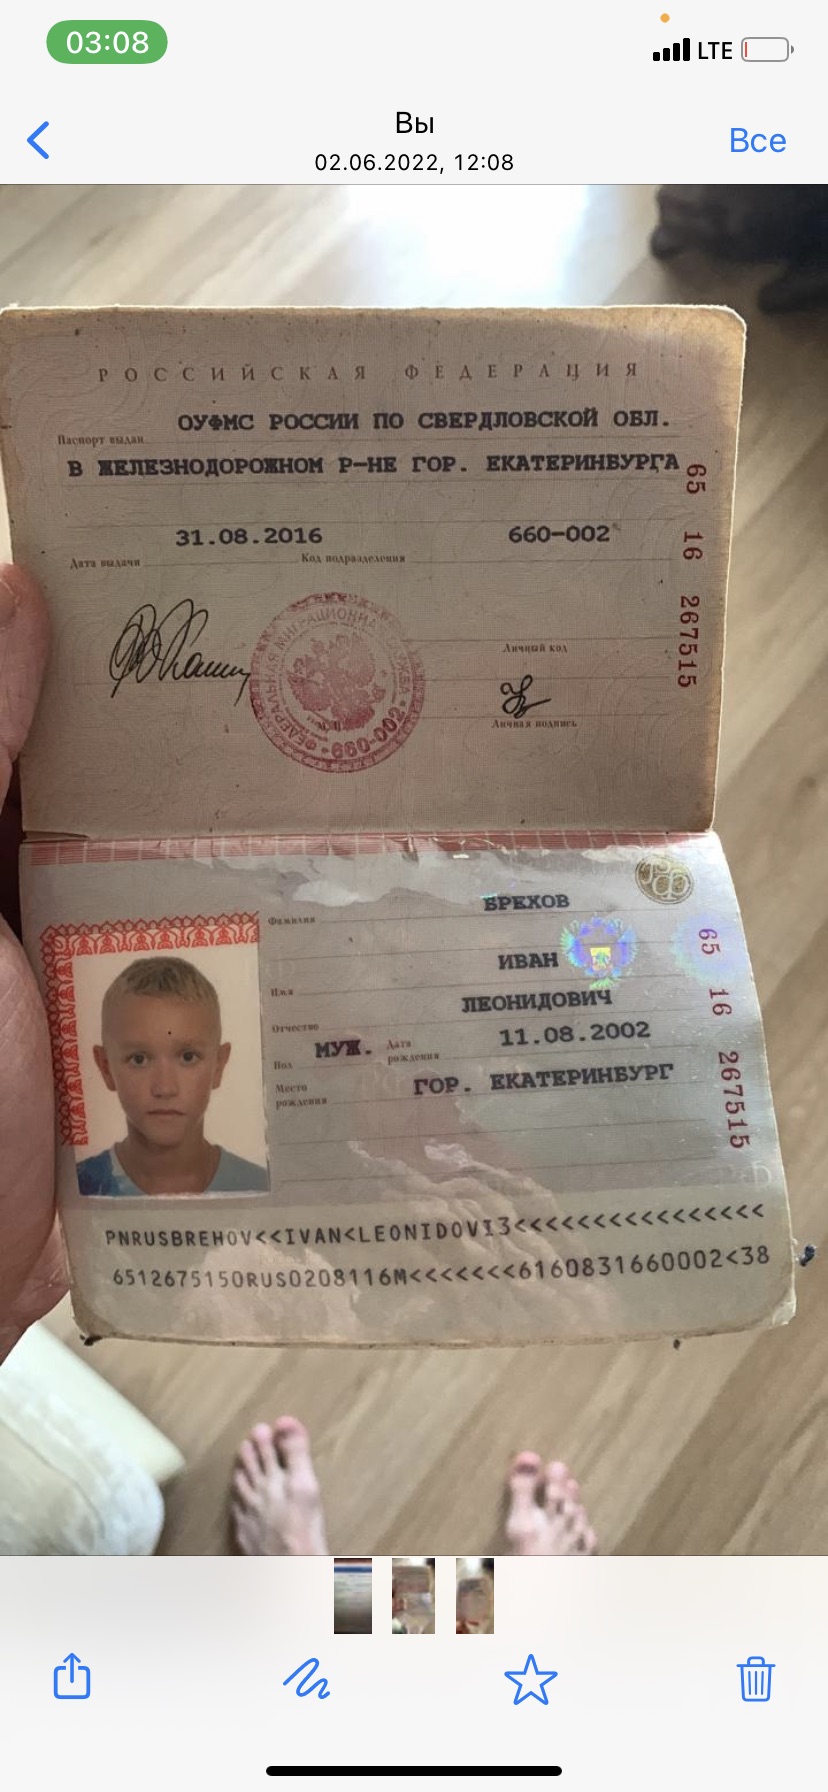 03:08
LTE
Вы
02.06.2022, 12:08
Все
РОССИЙСКАЯ ФЕДЕРАЦИЯ
Паспорт выдан ОУФМС РОССИИ ПО СВЕРДЛОВСКОЙ ОБЛ.
В ЖЕЛЕЗНОДОРОЖНОМ Р-НЕ ГОР. ЕКАТЕРИНБУРГА
65 16 267515
Дата выдачи 31.08.2016 Код подразделения 660-002
ФЕДЕРАЛЬНАЯ МИГРАЦИОННАЯ СЛУЖБА
660-002
Личный код
Личная подпись
РФ
Фамилия БРЕХОВ
Имя ИВАН
Отчество ЛЕОНИДОВИЧ
Пол МУЖ. Дата рождения 11.08.2002
Место рождения ГОР. ЕКАТЕРИНБУРГ
65 16 267515
PNRUSBREHOV<<IVAN<LEONIDOVI3<<<<<<<<<<<<<<<<
6512675150RUS0208116M<<<<<<<6160831660002<38